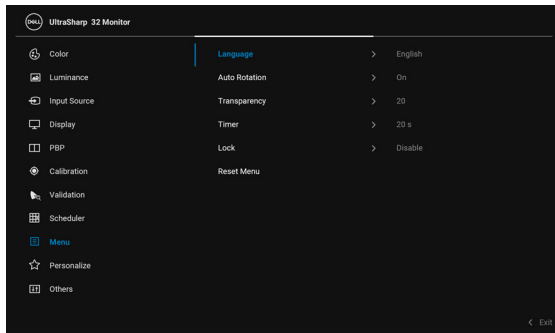 DELL UltraSharp 32 Monitor
Color Language > English
Luminance Auto Rotation > On
Input Source Transparency > 20
Display Timer > 20 s
PBP Lock > Disable
Calibration Reset Menu
Validation
Scheduler
Menu
Personalize
Others
< Exit